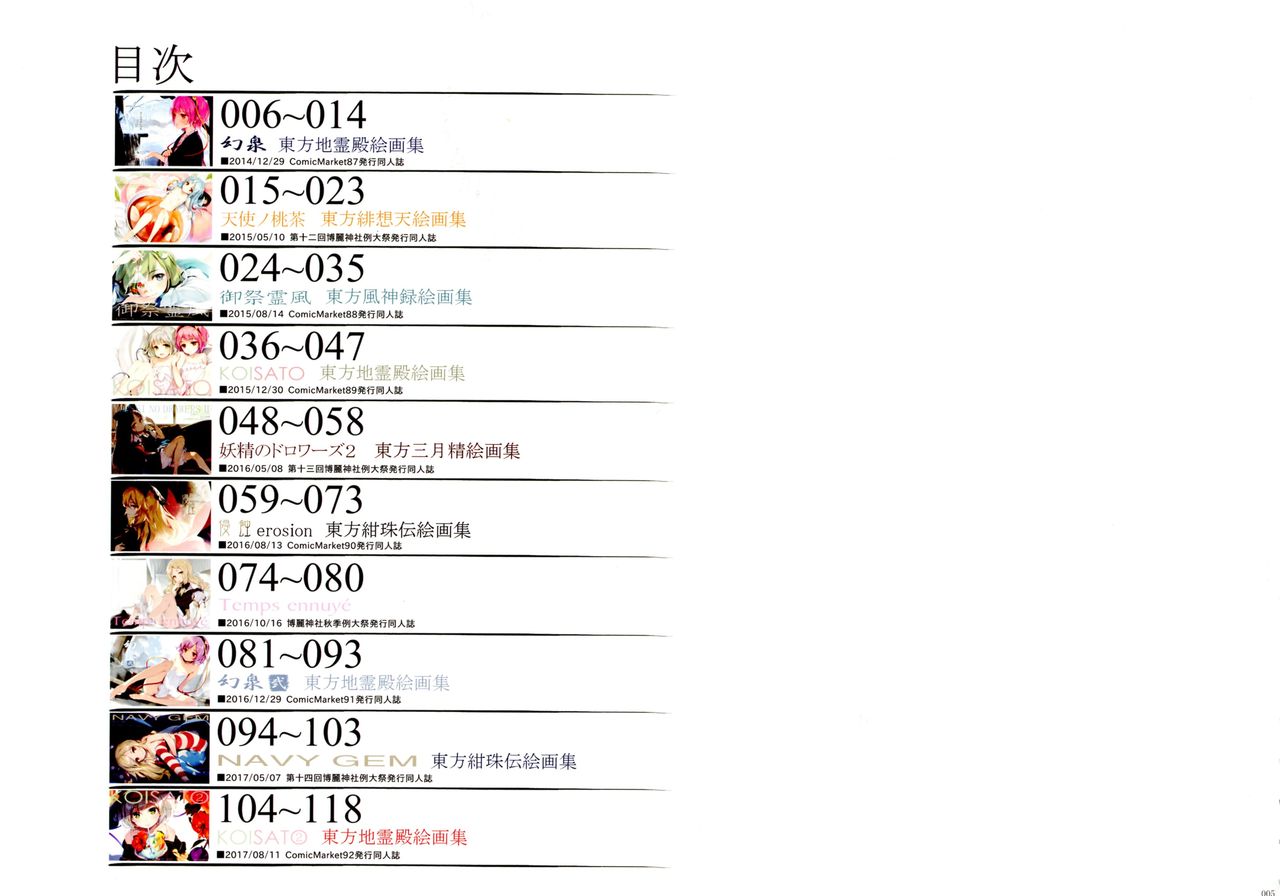 目次
006~014
幻泉 東方地霊殿絵画集
■2014/12/29 ComicMarket87発行同人誌
015~023
天使ノ桃茶 東方緋想天絵画集
■2015/05/10 第十二回博麗神社例大祭発行同人誌
御祭霊風
024~035
御祭霊風 東方風神録絵画集
■2015/08/14 ComicMarket88発行同人誌
KOISATO
036~047
KOISATO 東方地霊殿絵画集
■2015/12/30 ComicMarket89発行同人誌
048~058
妖精のドロワーズ2 東方三月精絵画集
■2016/05/08 第十三回博麗神社例大祭発行同人誌
059~073
erosion 東方紺珠伝絵画集
■2016/08/13 ComicMarket90発行同人誌
Temps ennuyé
074~080
Temps ennuyé
■2016/10/16 博麗神社秋季例大祭発行同人誌
081~093
幻泉 弐 東方地霊殿絵画集
■2016/12/29 ComicMarket91発行同人誌
NAVY GEM
094~103
NAVY GEM 東方紺珠伝絵画集
■2017/05/07 第十四回博麗神社例大祭発行同人誌
KOISATO②
104~118
KOISATO② 東方地霊殿絵画集
■2017/08/11 ComicMarket92発行同人誌
005